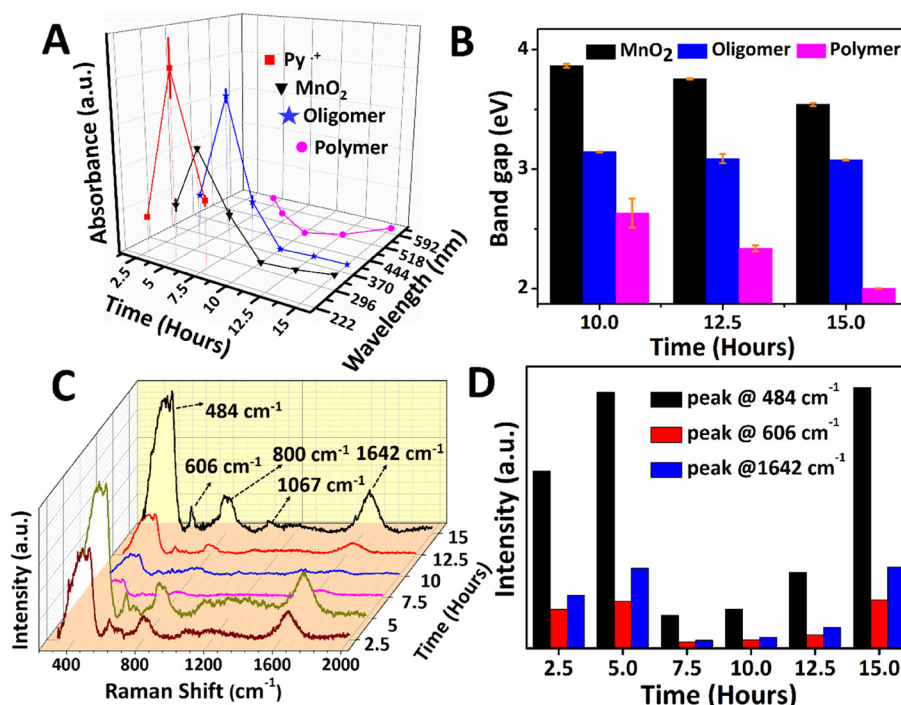 A
Absorbance (a.u.)
Py ·+
MnO₂
Oligomer
Polymer
2.5
5
7.5
10
12.5
15
Time (Hours)
222
296
370
444
518
592
Wavelength (nm)
B
MnO₂ Oligomer Polymer
4
3
2
Band gap (eV)
10.0 12.5 15.0
Time (Hours)
C
484 cm⁻¹
606 cm⁻¹
800 cm⁻¹
1067 cm⁻¹
1642 cm⁻¹
Intensity (a.u.)
15
12.5
10
7.5
5
2.5
Time (Hours)
400 800 1200 1600 2000
Raman Shift (cm⁻¹)
D
peak @ 484 cm⁻¹
peak @ 606 cm⁻¹
peak @1642 cm⁻¹
Intensity (a.u.)
2.5 5.0 7.5 10.0 12.5 15.0
Time (Hours)